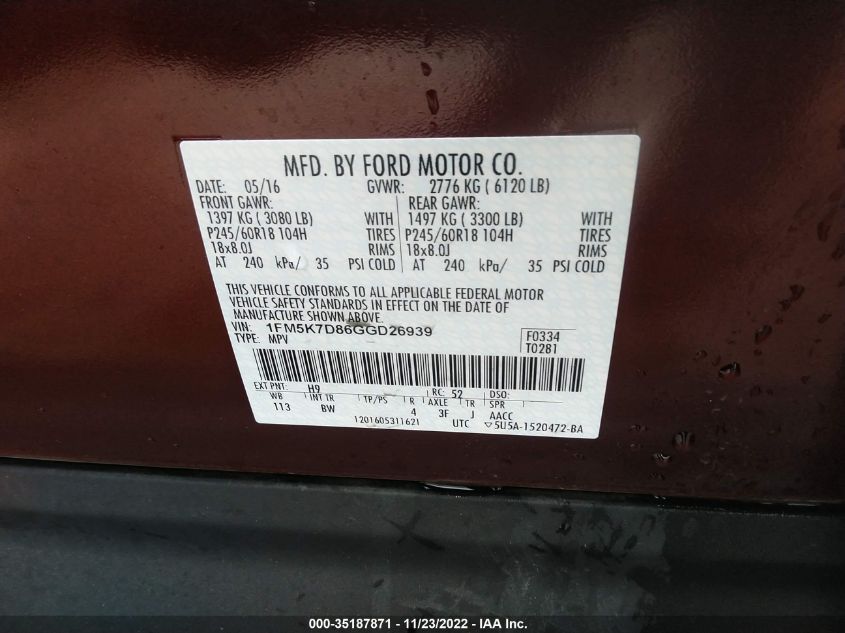 MFD. BY FORD MOTOR CO.
DATE: 05/16 GVWR: 2776 KG ( 6120 LB)
FRONT GAWR: REAR GAWR:
1397 KG ( 3080 LB) WITH 1497 KG ( 3300 LB) WITH
P245/60R18 104H TIRES P245/60R18 104H TIRES
18x8.0J RIMS 18x8.0J RIMS
AT 240 kPa/ 35 PSI COLD AT 240 kPa/ 35 PSI COLD
THIS VEHICLE CONFORMS TO ALL APPLICABLE FEDERAL MOTOR
VEHICLE SAFETY STANDARDS IN EFFECT ON THE DATE OF
MANUFACTURE SHOWN ABOVE.
VIN: 1FM5K7D86GGD26939 F0334
TYPE: MPV T0281
EXT PNT: H9 RC: 52 DSO:
WB INT TR TP/PS R AXLE TR SPR
113 BW 4 3F J AACC
1201605311621 UTC ▽5U5A-1520472-BA
000-35187871 - 11/23/2022 - IAA Inc.